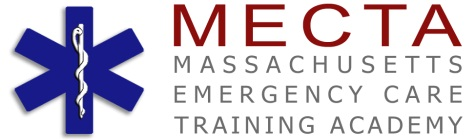 MECTA
MASSACHUSETTS
EMERGENCY CARE
TRAINING ACADEMY